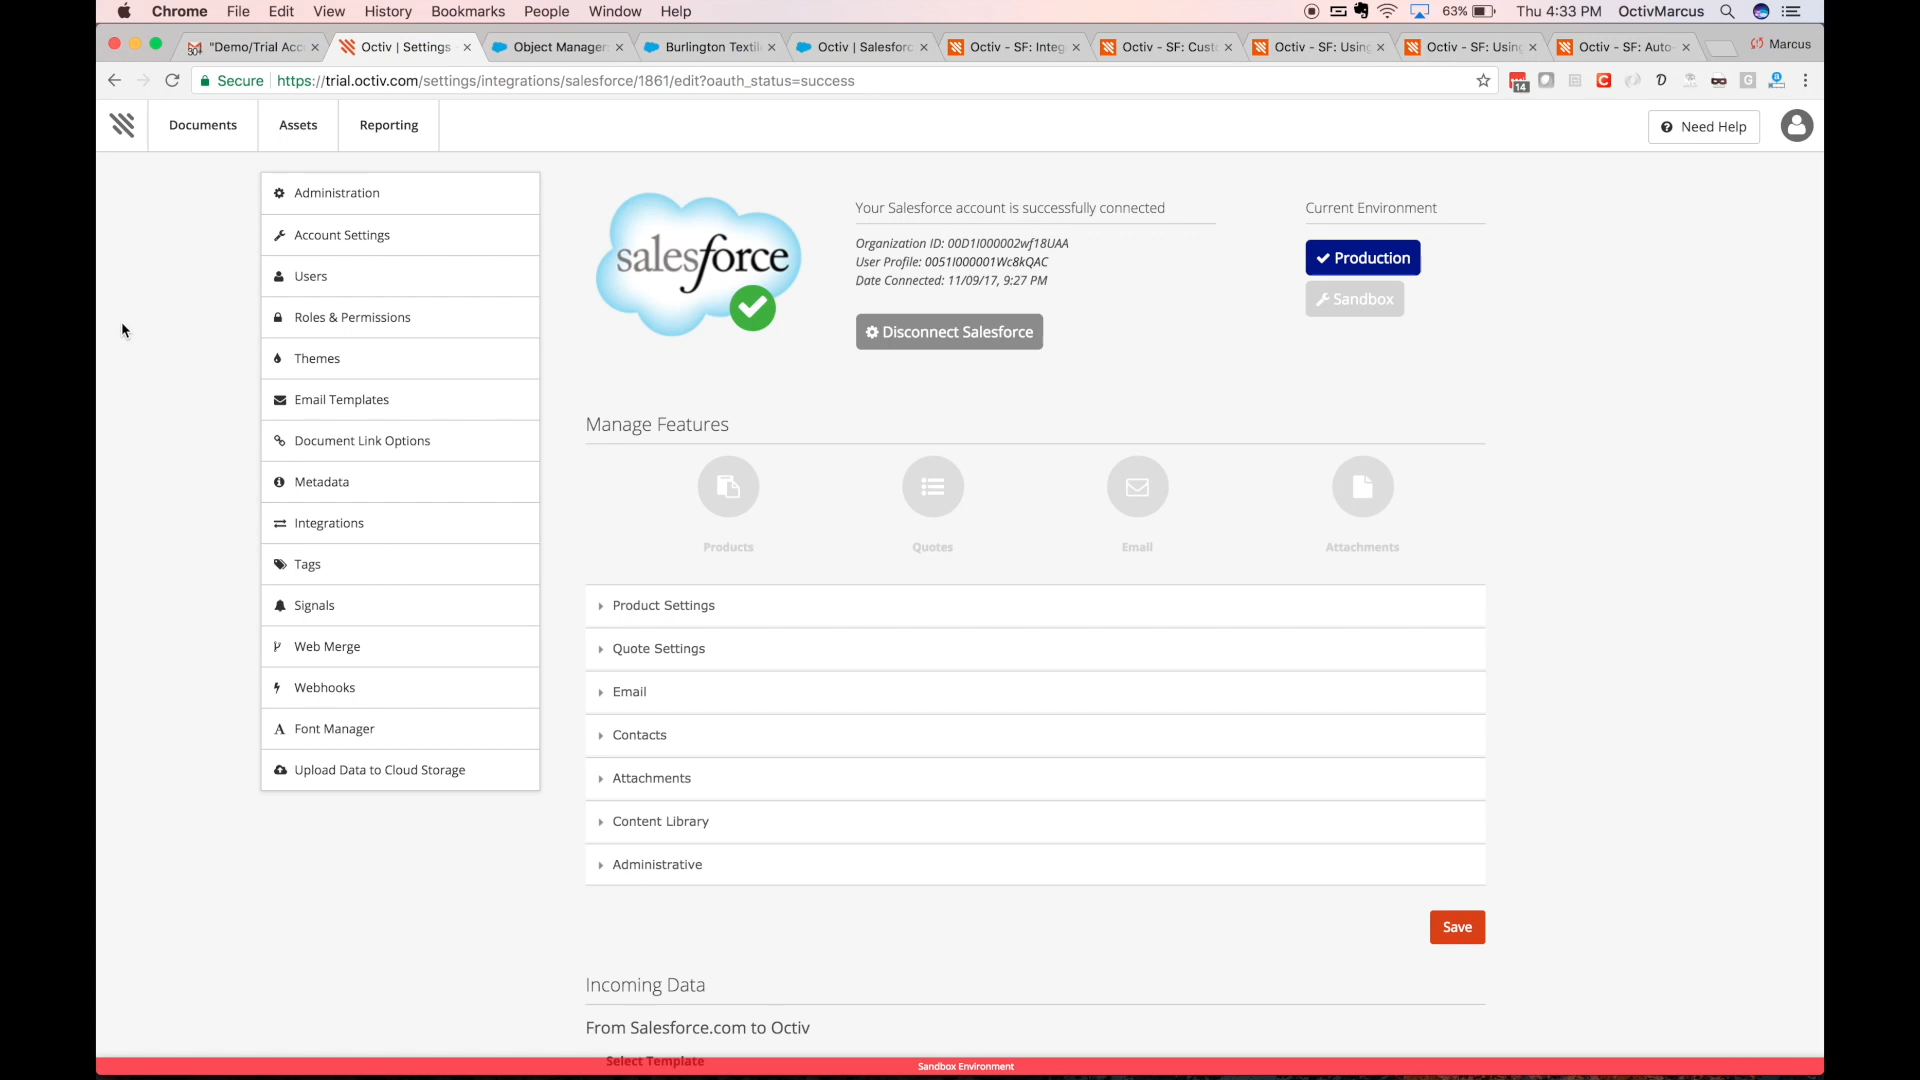 Chrome File Edit View History Bookmarks People Window Help 63% Thu 4:33 PM OctivMarcus
"Demo/Trial Acc Octiv | Settings Object Manager: Burlington Textil Octiv | Salesforc Octiv - SF: Integ Octiv - SF: Cust Octiv - SF: Using Octiv - SF: Using Octiv - SF: Auto- Marcus
Secure https://trial.octiv.com/settings/integrations/salesforce/1861/edit?oauth_status=success 14
Documents Assets Reporting Need Help
Administration
Account Settings
Users
Roles & Permissions
Themes
Email Templates
Document Link Options
Metadata
Integrations
Tags
Signals
Web Merge
Webhooks
Font Manager
Upload Data to Cloud Storage
salesforce
Your Salesforce account is successfully connected
Organization ID: 00D1I000002wf18UAA
User Profile: 0051I000001Wc8kQAC
Date Connected: 11/09/17, 9:27 PM
Disconnect Salesforce
Current Environment
Production
Sandbox
Manage Features
Products Quotes Email Attachments
Product Settings
Quote Settings
Email
Contacts
Attachments
Content Library
Administrative
Save
Incoming Data
From Salesforce.com to Octiv
Select Template
Sandbox Environment